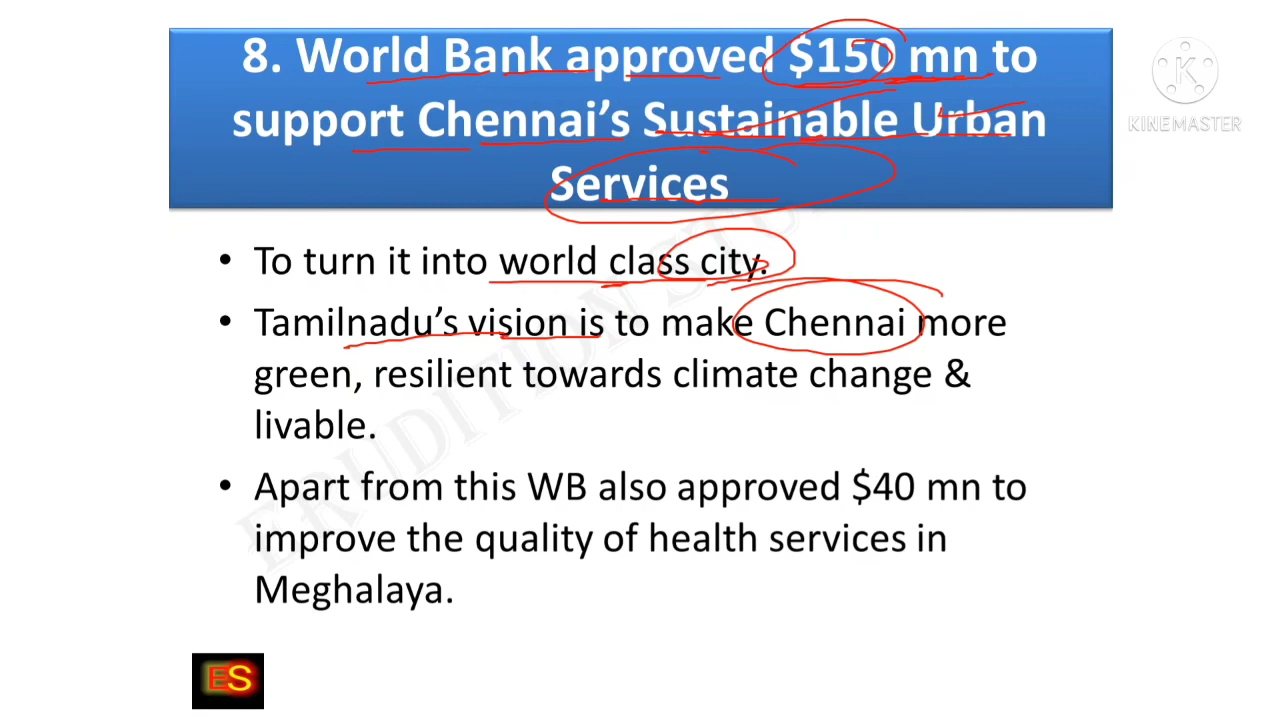 8. World Bank approved $150 mn to
support Chennai's Sustainable Urban
Services
K
KINEMASTER
• To turn it into world class city.
• Tamilnadu's vision is to make Chennai more
green, resilient towards climate change &
livable.
• Apart from this WB also approved $40 mn to
improve the quality of health services in
Meghalaya.
ERUDITION STU
ES